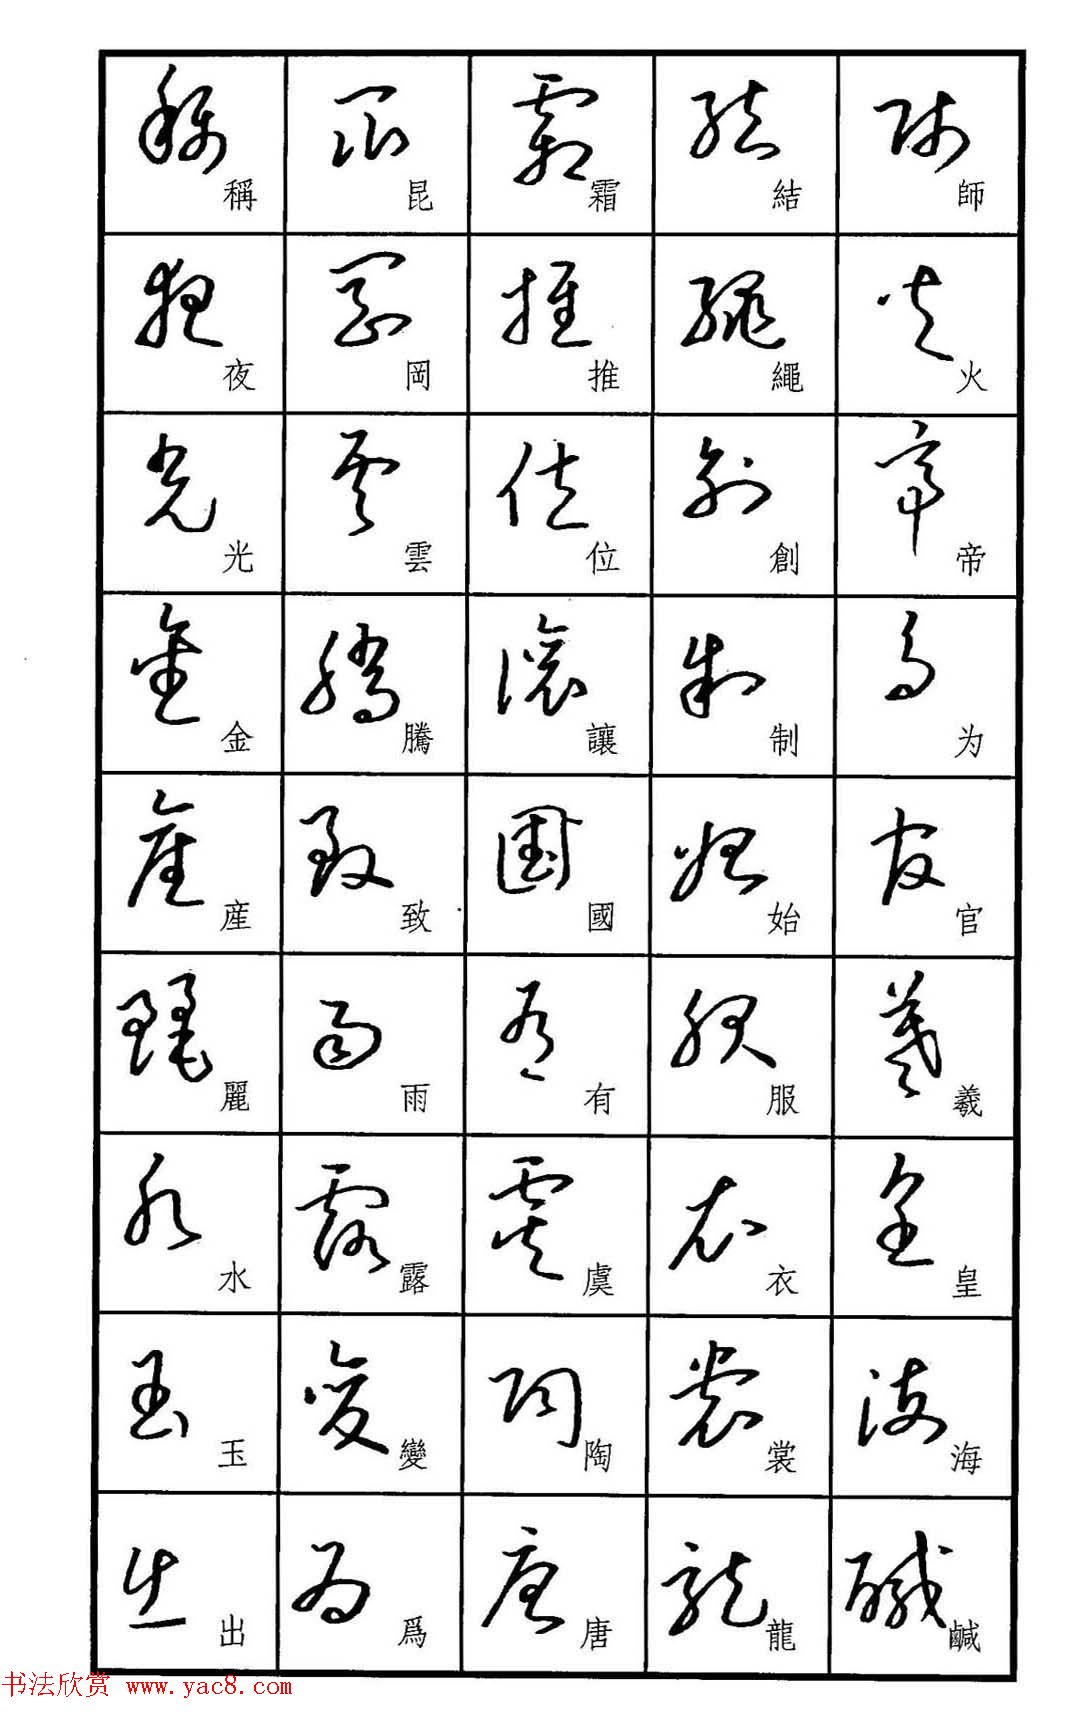 稱夜光金産麗水玉出
昆岡雲騰致雨露變爲
霜推位讓國有虞陶唐
結繩創制始服衣裳龍
師火帝为官羲皇海鹹
书法欣赏 www.yac8.com